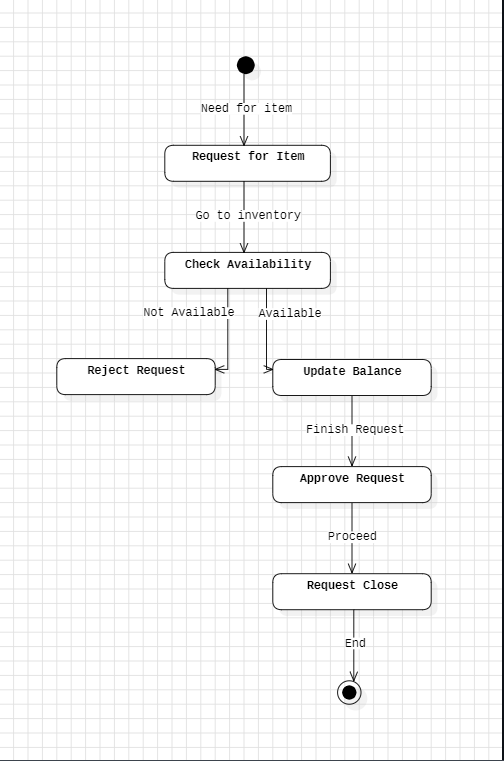 Need for item
Request for Item
Go to inventory
Check Availability
Not Available
Available
Reject Request
Update Balance
Finish Request
Approve Request
Proceed
Request Close
End